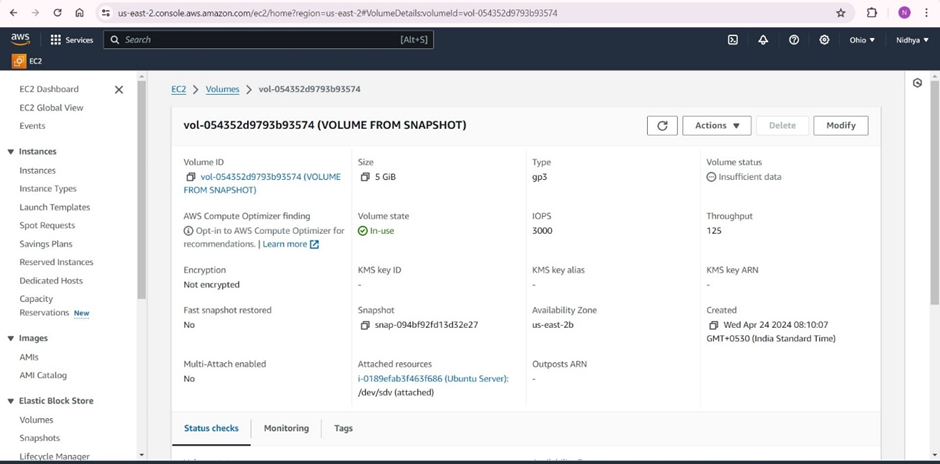 us-east-2.console.aws.amazon.com/ec2/home?region=us-east-2#VolumeDetails:volumeId=vol-054352d9793b93574
N
aws
Services
Search
[Alt+S]
Ohio
Nidhya
EC2
EC2 Dashboard
EC2 Global View
Events
Instances
Instances
Instance Types
Launch Templates
Spot Requests
Savings Plans
Reserved Instances
Dedicated Hosts
Capacity
Reservations New
Images
AMIs
AMI Catalog
Elastic Block Store
Volumes
Snapshots
Lifecycle Manager
EC2 > Volumes > vol-054352d9793b93574
vol-054352d9793b93574 (VOLUME FROM SNAPSHOT)
Actions
Delete
Modify
Volume ID
vol-054352d9793b93574 (VOLUME
FROM SNAPSHOT)
Size
5 GiB
Type
gp3
Volume status
Insufficient data
AWS Compute Optimizer finding
Opt-in to AWS Compute Optimizer for
recommendations. | Learn more
Volume state
In-use
IOPS
3000
Throughput
125
Encryption
Not encrypted
KMS key ID
-
KMS key alias
-
KMS key ARN
-
Fast snapshot restored
No
Snapshot
snap-094bf92fd13d32e27
Availability Zone
us-east-2b
Created
Wed Apr 24 2024 08:10:07
GMT+0530 (India Standard Time)
Multi-Attach enabled
No
Attached resources
i-0189efab3f463f686 (Ubuntu Server):
/dev/sdv (attached)
Outposts ARN
-
Status checks
Monitoring
Tags